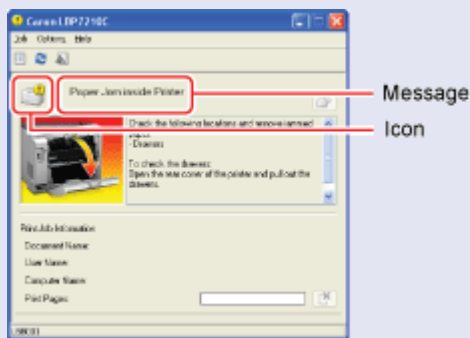 Canon LBP7210C
Job Options Help
Paper Jam inside Printer
Message
Icon
Check the following locations and remove jammed
paper.
- Drawers
To check the drawers:
Open the rear cover of the printer and pull out the
drawers.
Print Job Information
Document Name:
User Name:
Computer Name:
Print Pages:
USB001